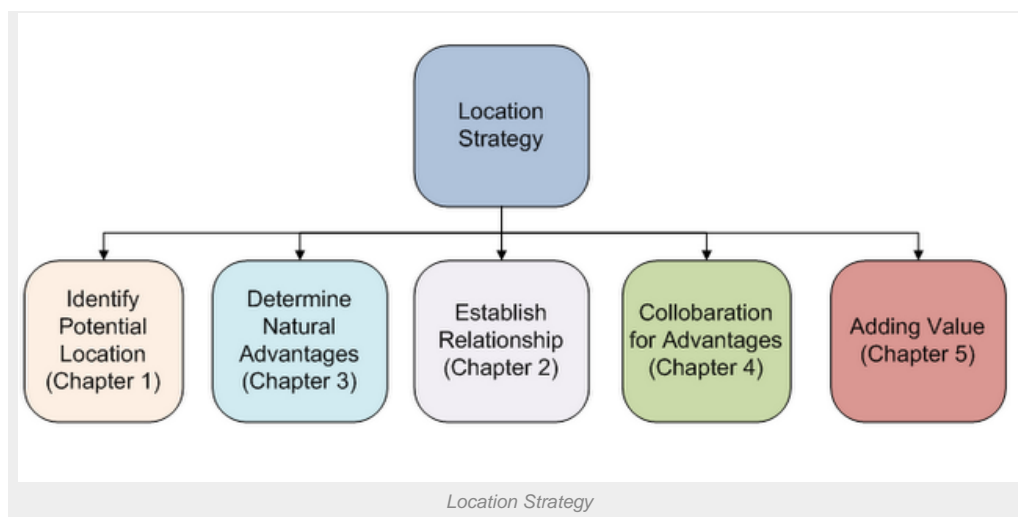 Location
Strategy
Identify
Potential
Location
(Chapter 1)
Determine
Natural
Advantages
(Chapter 3)
Establish
Relationship
(Chapter 2)
Collobaration
for Advantages
(Chapter 4)
Adding Value
(Chapter 5)
Location Strategy